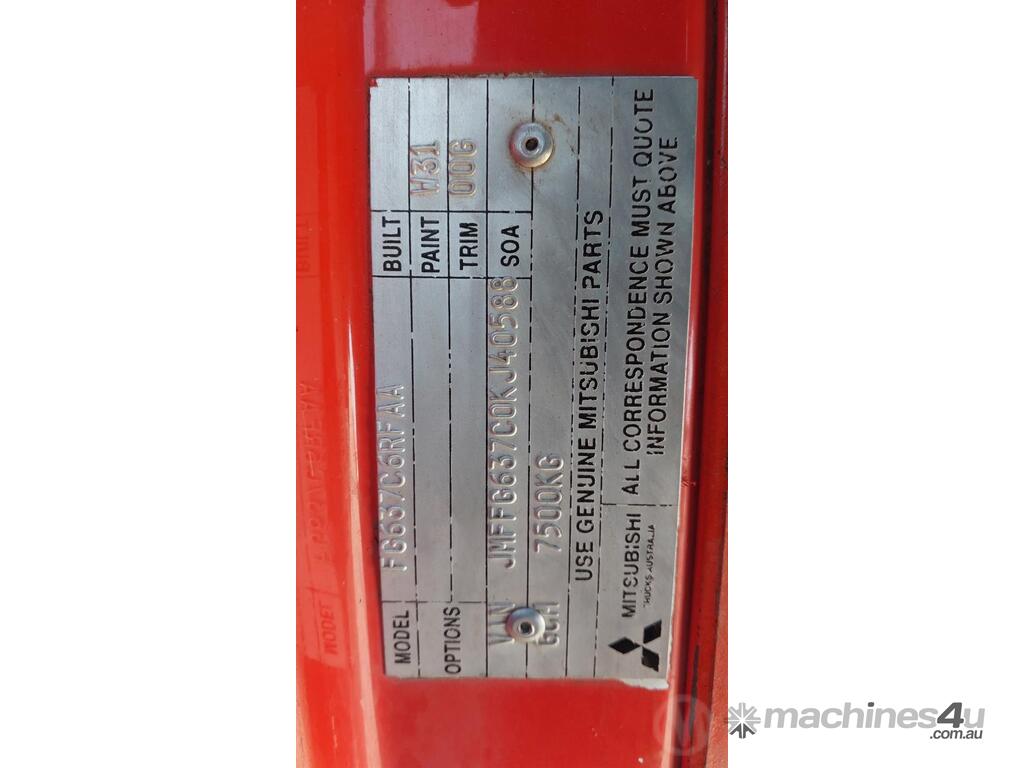 MODEL FG637C6RFAA BUILT
PAINT W31
OPTIONS TRIM 00G
VIN JMFFG637C0KJ40588 SOA
GCM 7500KG
USE GENUINE MITSUBISHI PARTS
MITSUBISHI
TRUCKS AUSTRALIA
ALL CORRESPONDENCE MUST QUOTE
INFORMATION SHOWN ABOVE
machines4u
.com.au